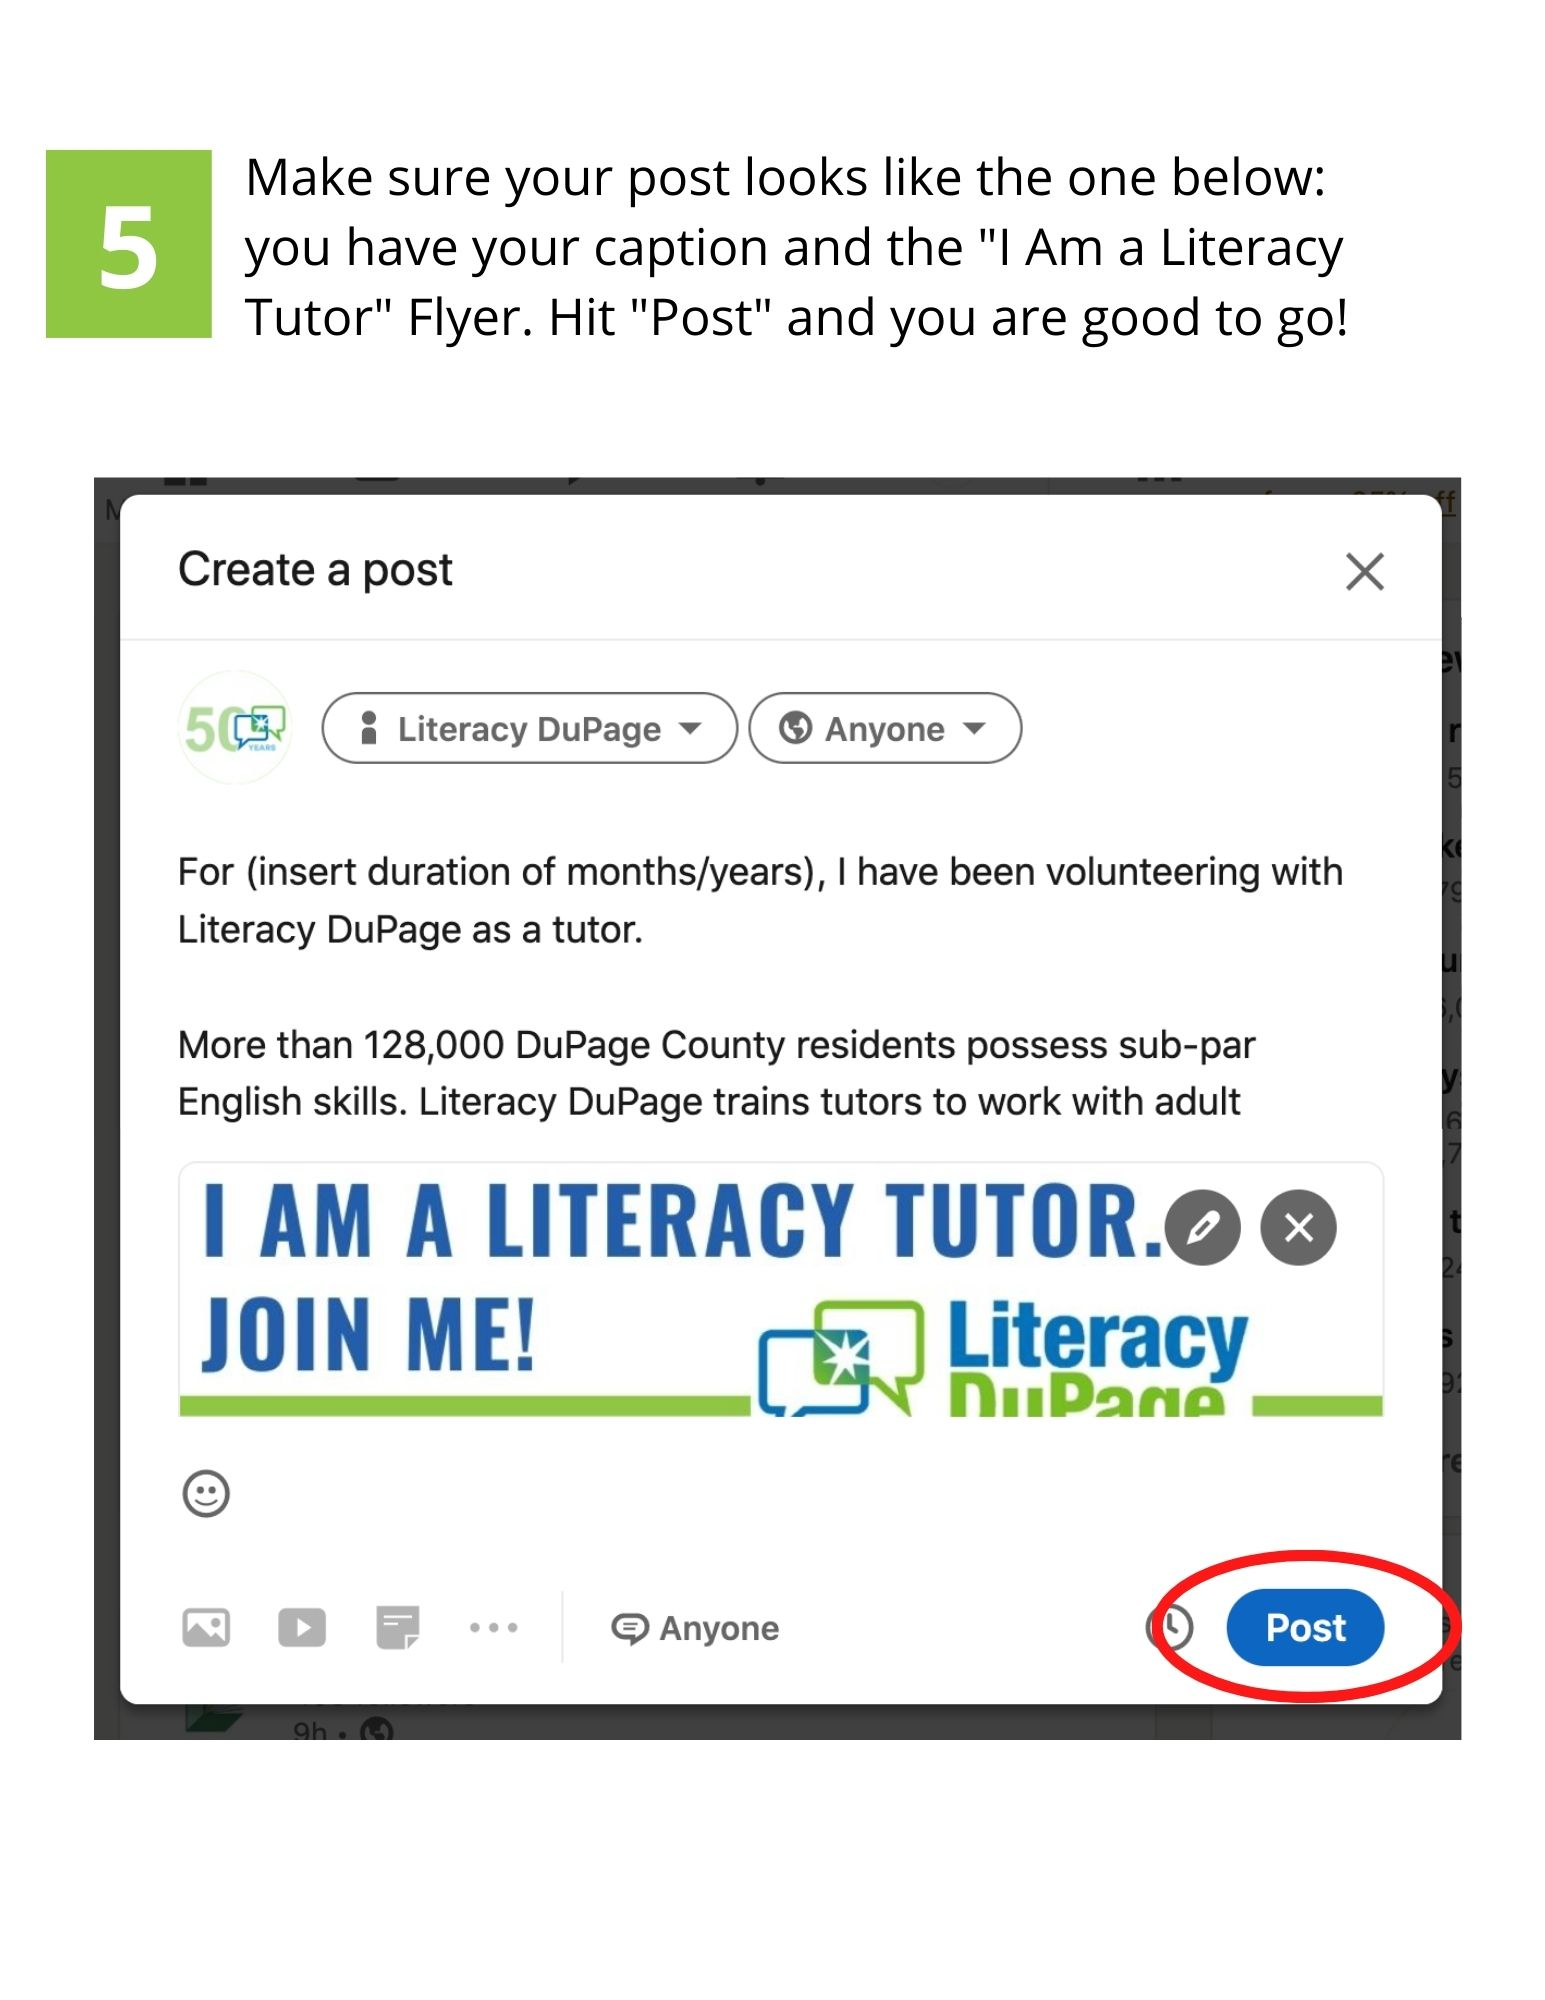 5
Make sure your post looks like the one below:
you have your caption and the "I Am a Literacy
Tutor" Flyer. Hit "Post" and you are good to go!
Create a post
50 YEARS
Literacy DuPage
Anyone
For (insert duration of months/years), I have been volunteering with
Literacy DuPage as a tutor.
More than 128,000 DuPage County residents possess sub-par
English skills. Literacy DuPage trains tutors to work with adult
I AM A LITERACY TUTOR.
JOIN ME!
Literacy
DuPage
Anyone
Post
9h •